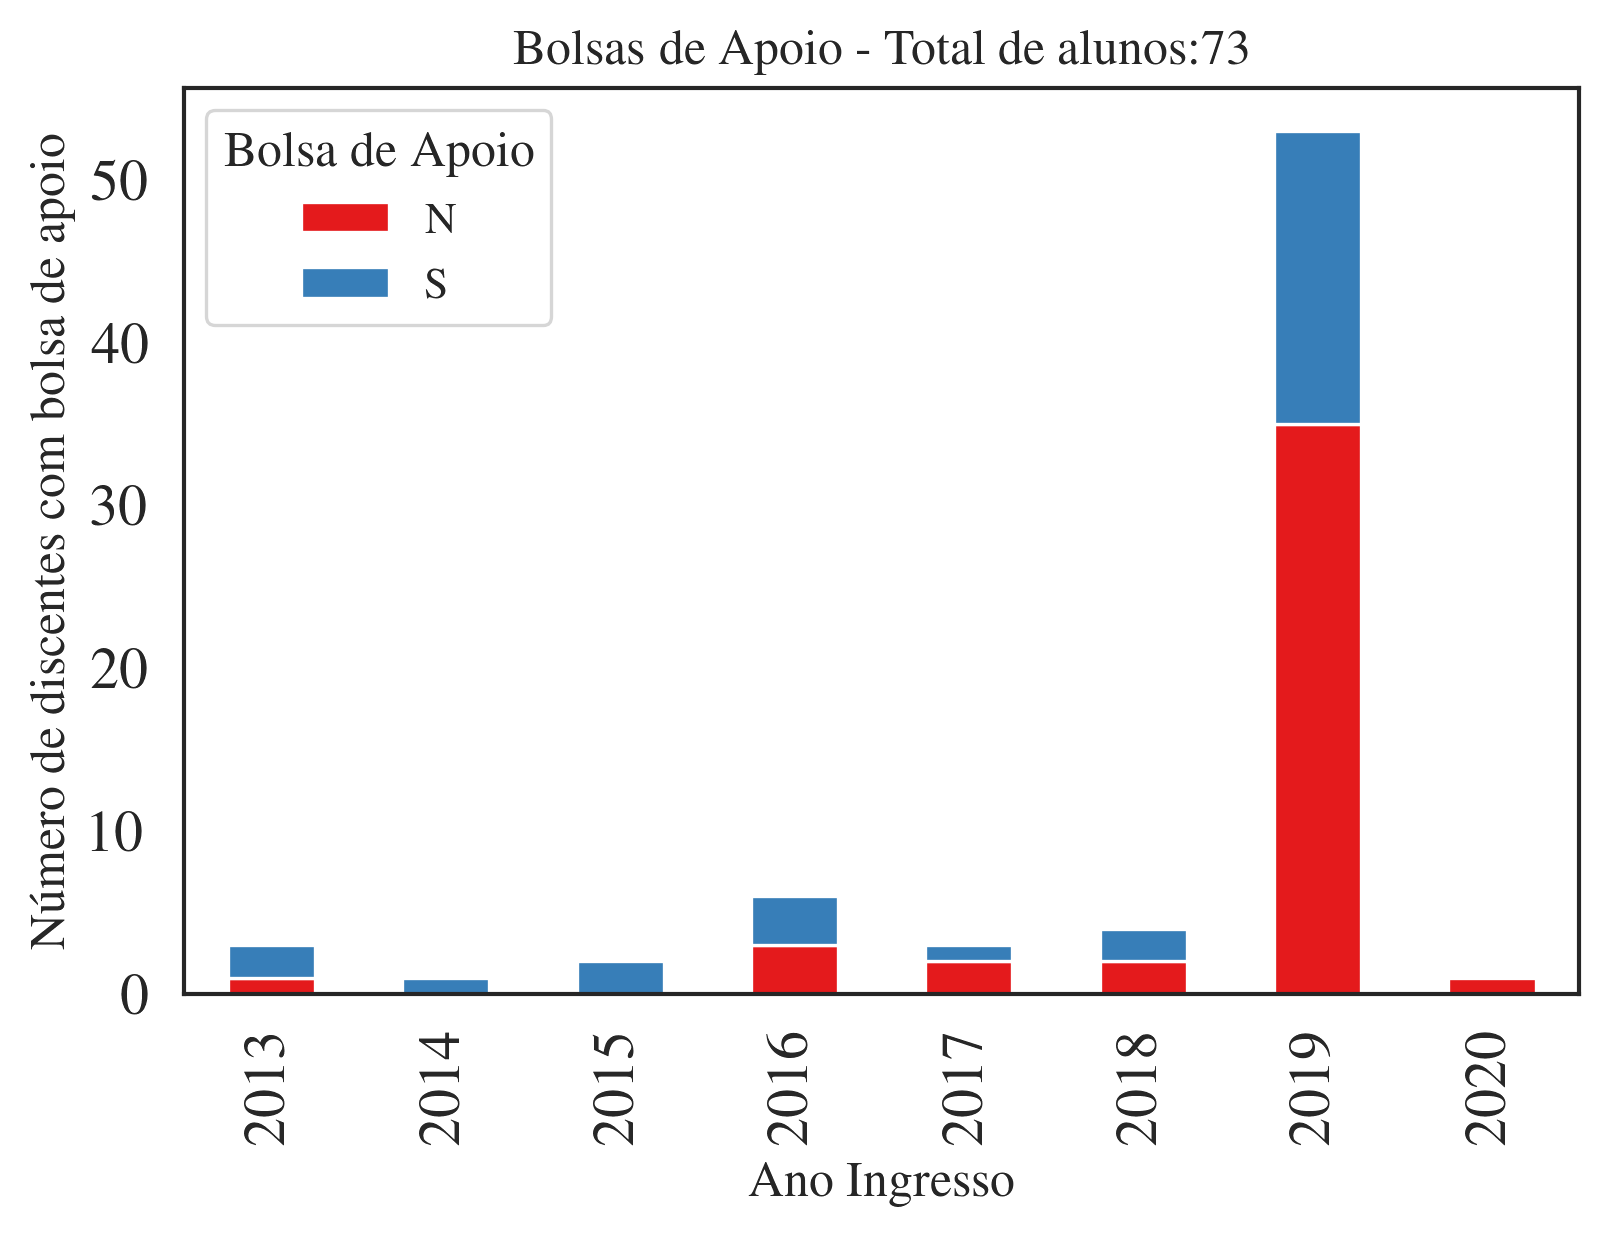 Bolsas de Apoio - Total de alunos:73
Bolsa de Apoio
N
S
Número de discentes com bolsa de apoio
50
40
30
20
10
0
2013
2014
2015
2016
2017
2018
2019
2020
Ano Ingresso